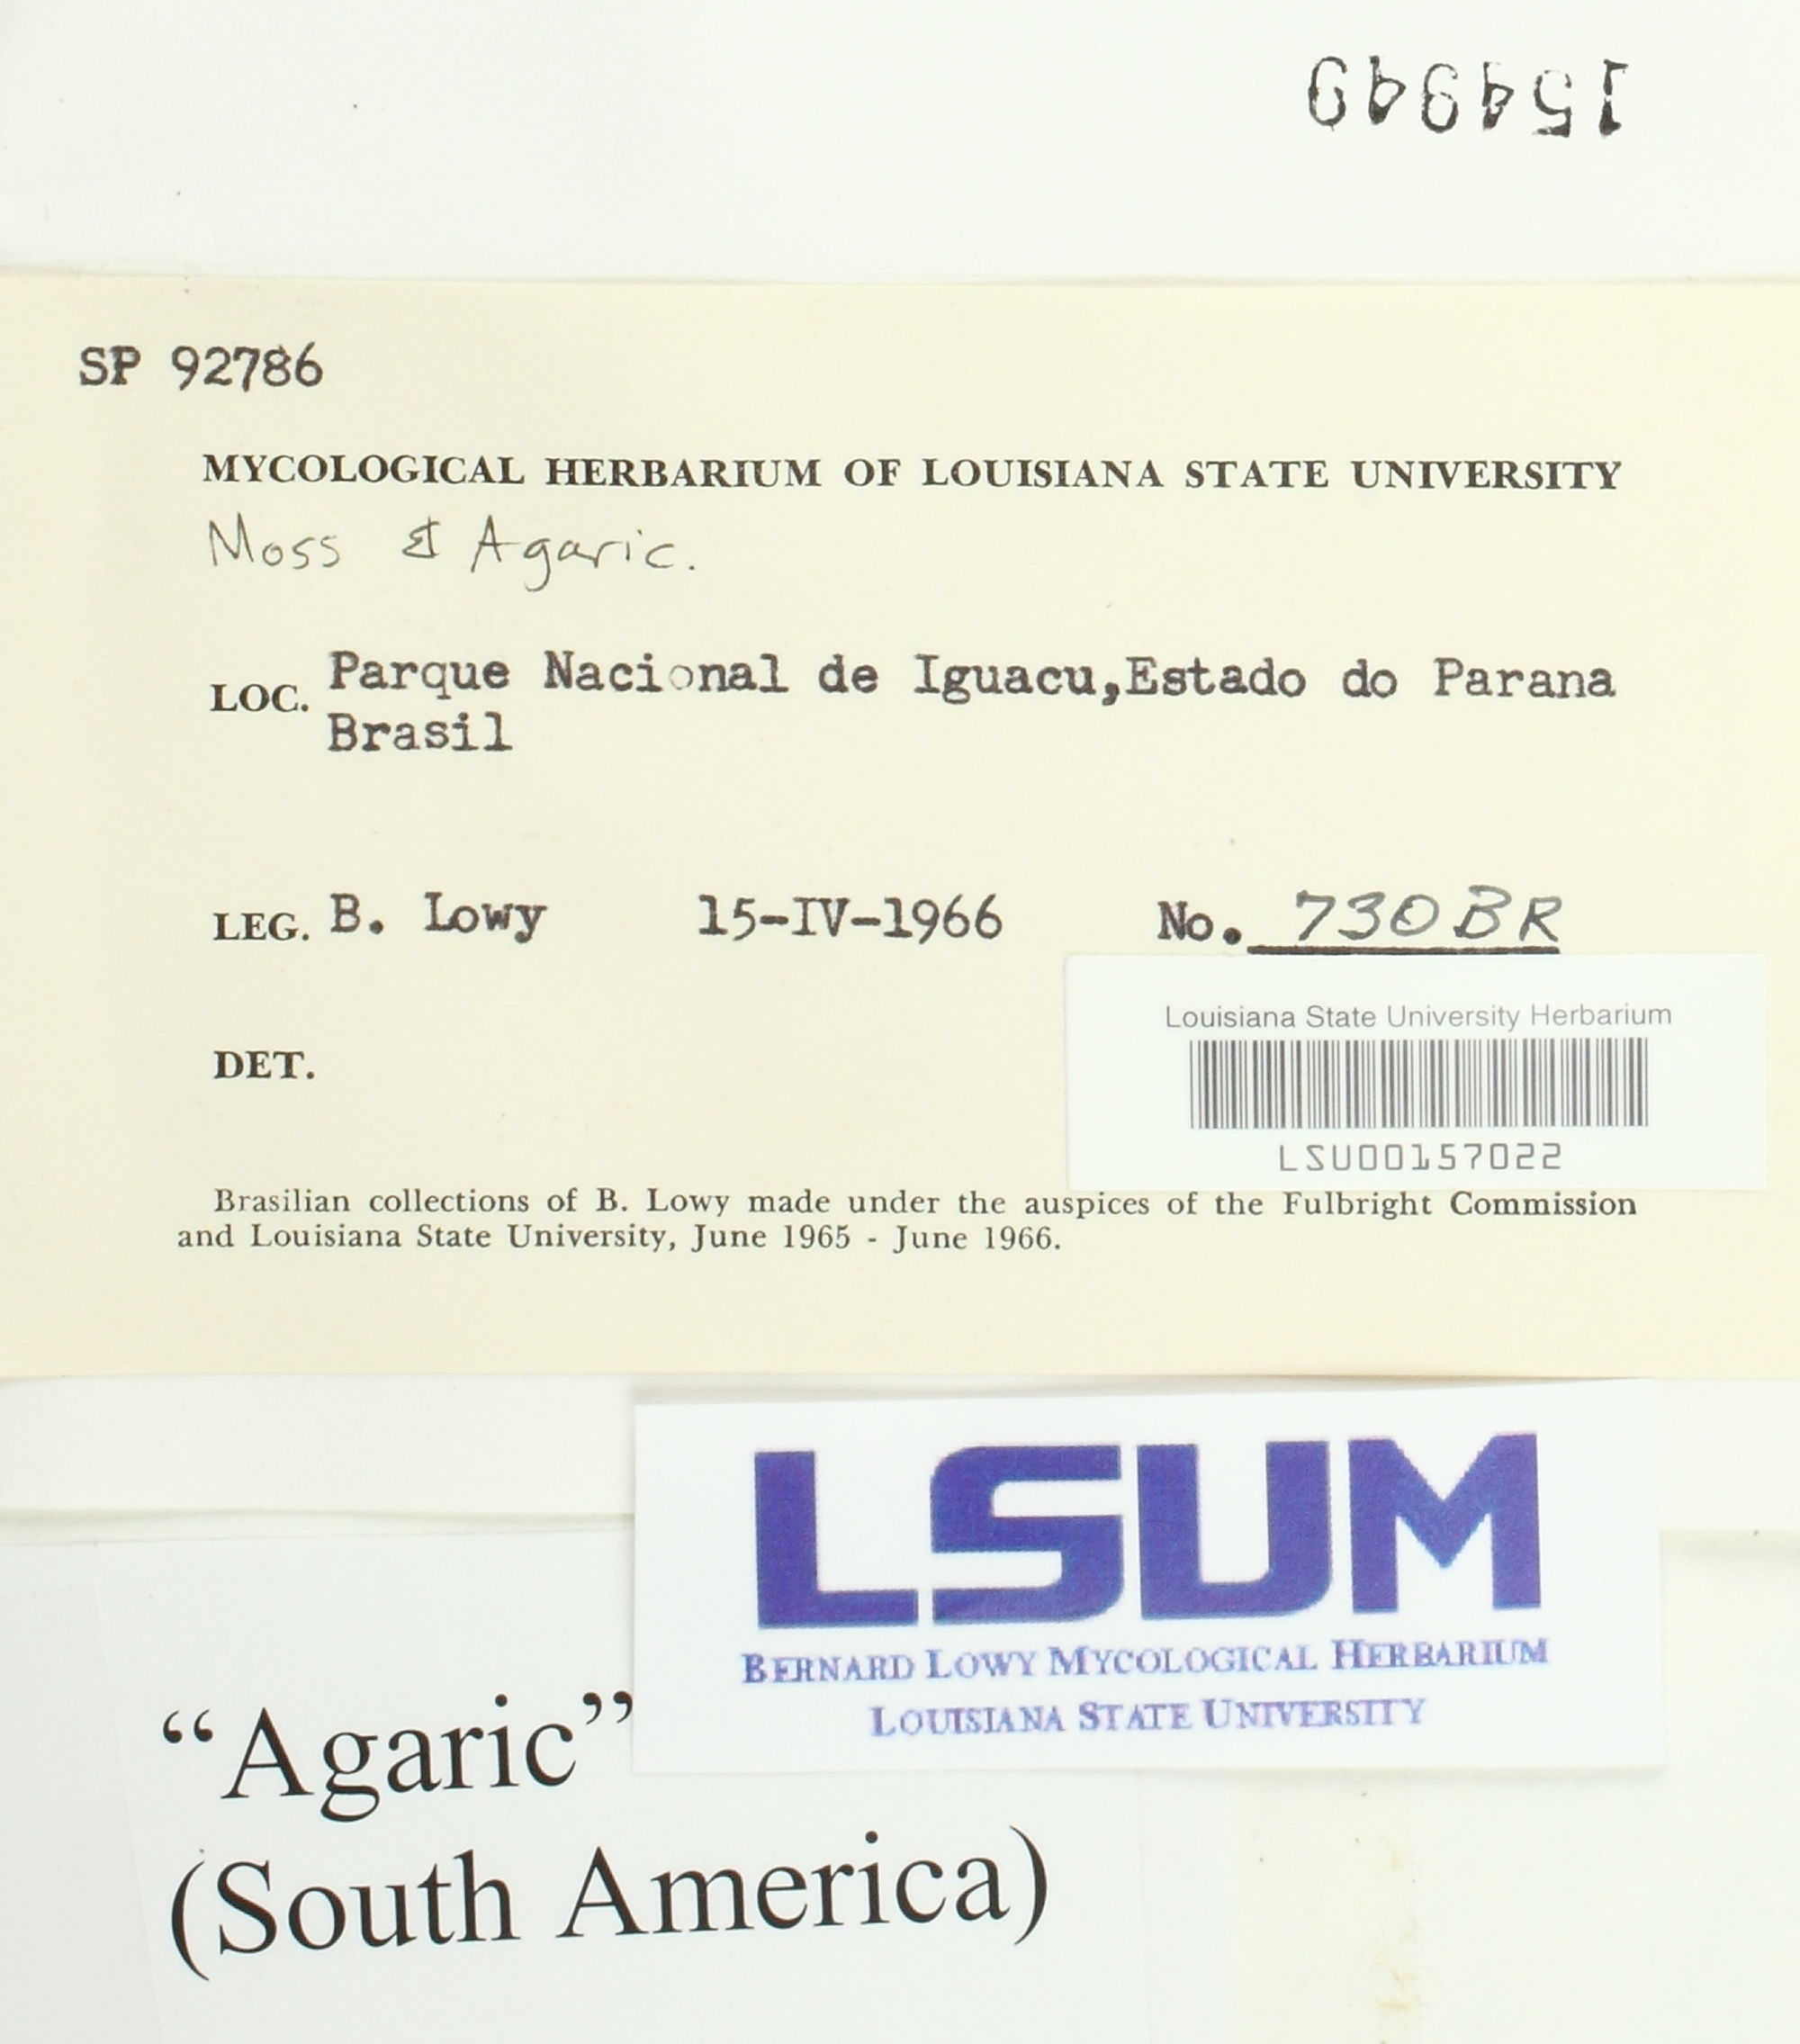 154949
SP 92786
MYCOLOGICAL HERBARIUM OF LOUISIANA STATE UNIVERSITY
Moss & Agaric.
LOC. Parque Nacional de Iguacu,Estado do Parana
Brasil
LEG. B. Lowy 15-IV-1966 No. 730BR
Louisiana State University Herbarium
LSU00157022
DET.
Brasilian collections of B. Lowy made under the auspices of the Fulbright Commission
and Louisiana State University, June 1965 - June 1966.
LSUM
BERNARD LOWY MYCOLOGICAL HERBARIUM
LOUISIANA STATE UNIVERSITY
“Agaric”
(South America)